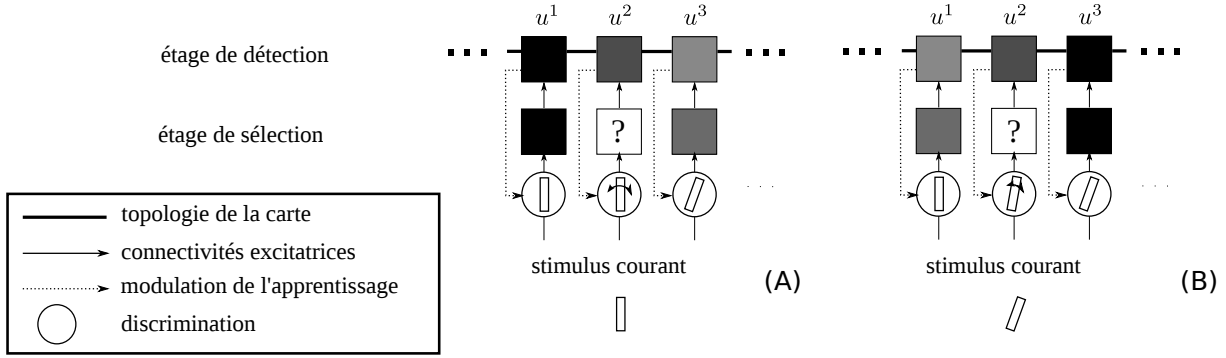 u¹ u² u³ u¹ u² u³
étage de détection
étage de sélection
? ?
topologie de la carte
connectivités excitatrices
modulation de l'apprentissage
discrimination
stimulus courant (A) stimulus courant (B)